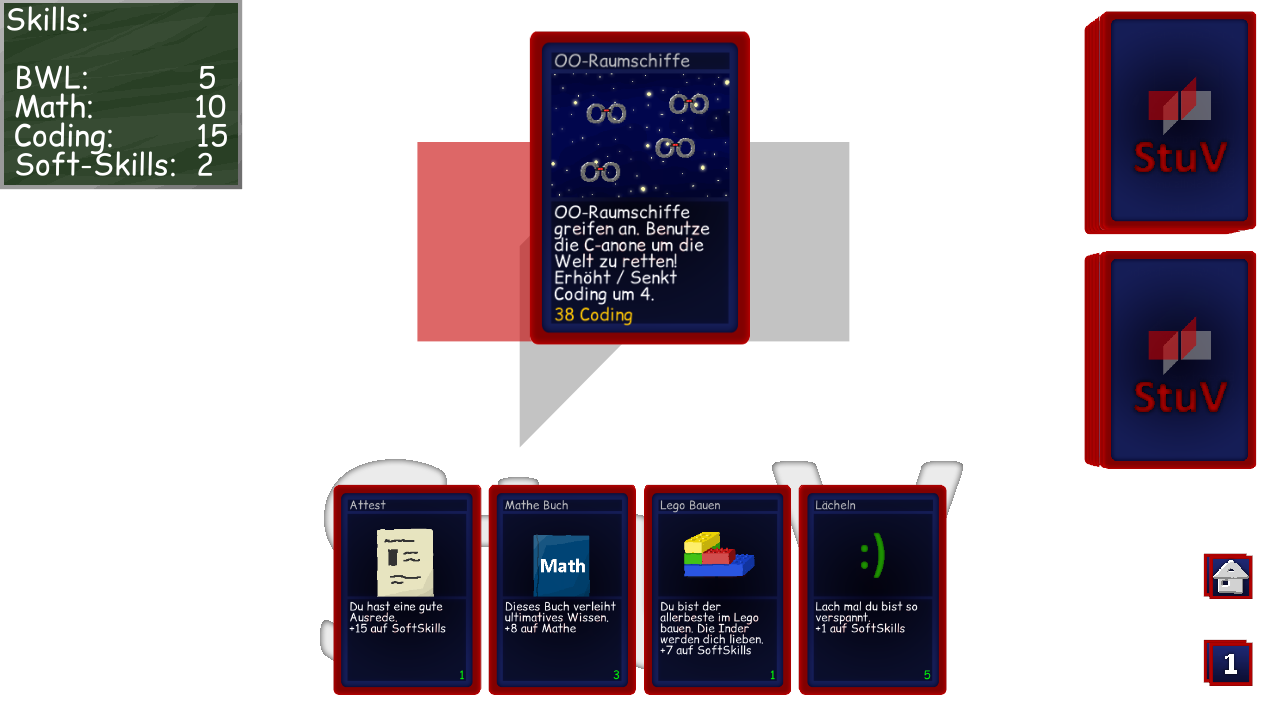 Skills:
BWL: 5
Math: 10
Coding: 15
Soft-Skills: 2
OO-Raumschiffe
OO-Raumschiffe
greifen an. Benutze
die C-anone um die
Welt zu retten!
Erhöht / Senkt
Coding um 4.
38 Coding
StuV
StuV
Attest
Du hast eine gute
Ausrede.
+15 auf SoftSkills
1
Mathe Buch
Math
Dieses Buch verleiht
ultimatives Wissen.
+8 auf Mathe
3
Lego Bauen
Du bist der
allerbeste im Lego
bauen. Die Inder
werden dich lieben.
+7 auf SoftSkills
1
Lächeln
:)
Lach mal du bist so
verspannt.
+1 auf SoftSkills
5
1